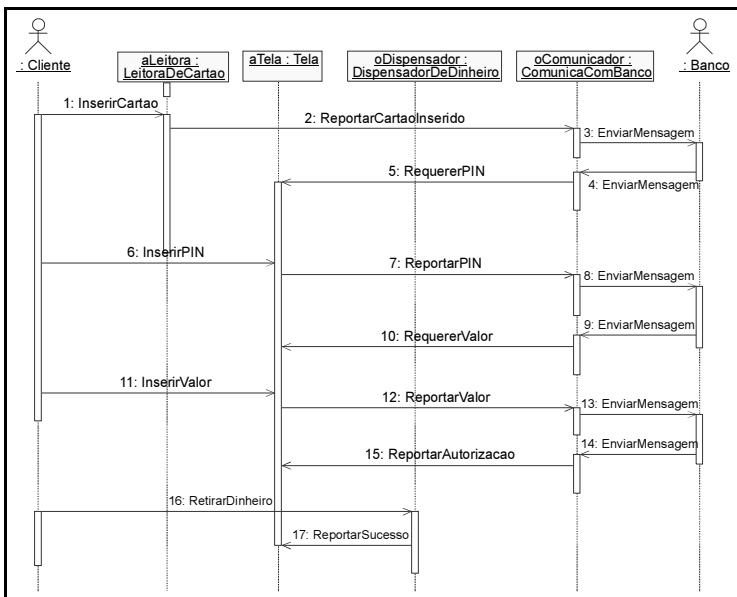 : Cliente
aLeitora :
LeitoraDeCartao
aTela : Tela
oDispensador :
DispensadorDeDinheiro
oComunicador :
ComunicaComBanco
: Banco
1: InserirCartao
2: ReportarCartaoInserido
3: EnviarMensagem
5: RequererPIN
4: EnviarMensagem
6: InserirPIN
7: ReportarPIN
8: EnviarMensagem
9: EnviarMensagem
10: RequererValor
11: InserirValor
12: ReportarValor
13: EnviarMensagem
14: EnviarMensagem
15: ReportarAutorizacao
16: RetirarDinheiro
17: ReportarSucesso